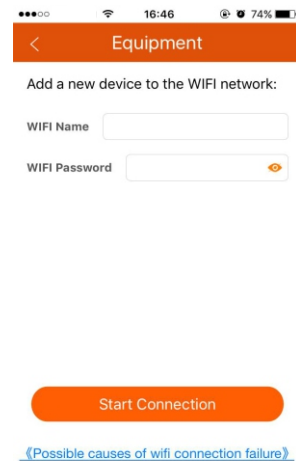 16:46
74%
Equipment
Add a new device to the WIFI network:
WIFI Name
WIFI Password
Start Connection
《Possible causes of wifi connection failure》